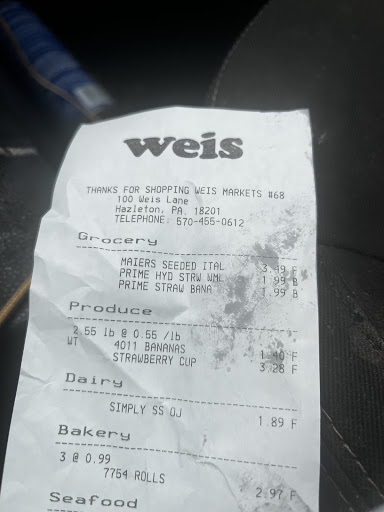 weis
THANKS FOR SHOPPING WEIS MARKETS #68
100 Weis Lane
Hazleton, PA 18201
TELEPHONE: 570-455-0612
Grocery
MAIERS SEEDED ITAL 3.49 F
PRIME HYD STRW WML 1.99 B
PRIME STRAW BANA 1.99 B
Produce
2.55 lb @ 0.55 /lb
WT 4011 BANANAS 1.40 F
STRAWBERRY CUP 3.28 F
Dairy
SIMPLY SS OJ 1.89 F
Bakery
3 @ 0.99
7754 ROLLS 2.97 F
Seafood